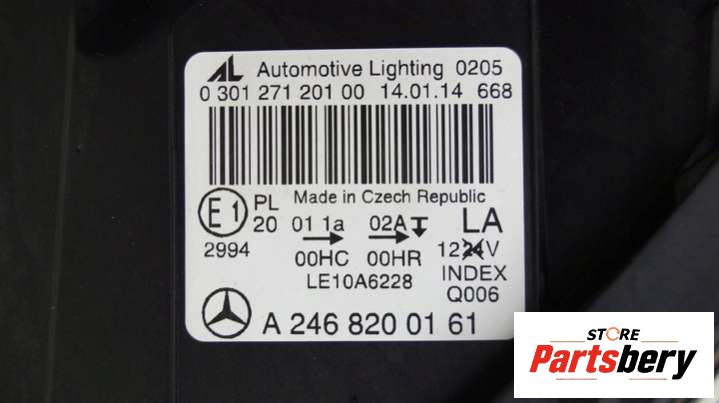 AL Automotive Lighting 0205
0 301 271 201 00 14.01.14 668
Made in Czech Republic
E1 PL 20 01 1a 02A LA
2994 00HC 00HR 1224V
LE10A6228 INDEX
Q006
A 246 820 01 61
STORE
Partsbery